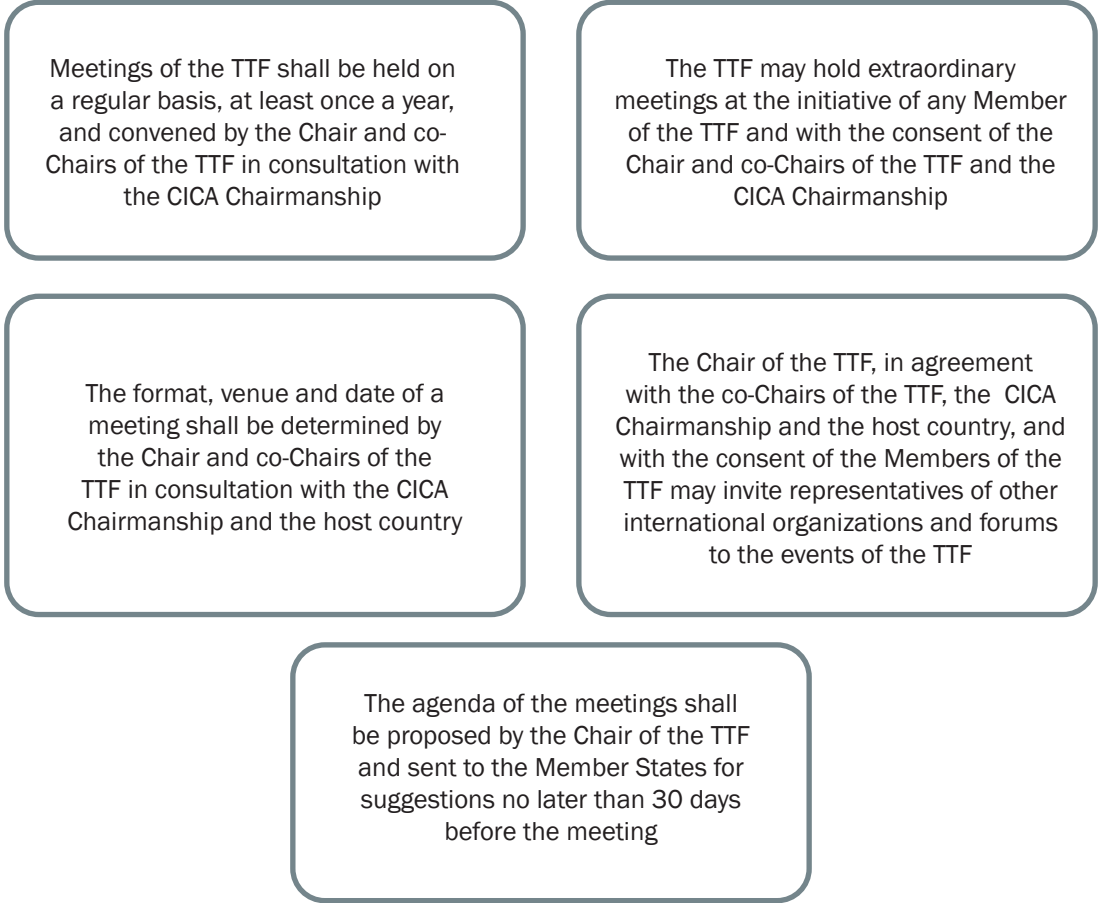 Meetings of the TTF shall be held on
a regular basis, at least once a year,
and convened by the Chair and co-
Chairs of the TTF in consultation with
the CICA Chairmanship
The TTF may hold extraordinary
meetings at the initiative of any Member
of the TTF and with the consent of the
Chair and co-Chairs of the TTF and the
CICA Chairmanship
The format, venue and date of a
meeting shall be determined by
the Chair and co-Chairs of the
TTF in consultation with the CICA
Chairmanship and the host country
The Chair of the TTF, in agreement
with the co-Chairs of the TTF, the CICA
Chairmanship and the host country, and
with the consent of the Members of the
TTF may invite representatives of other
international organizations and forums
to the events of the TTF
The agenda of the meetings shall
be proposed by the Chair of the TTF
and sent to the Member States for
suggestions no later than 30 days
before the meeting